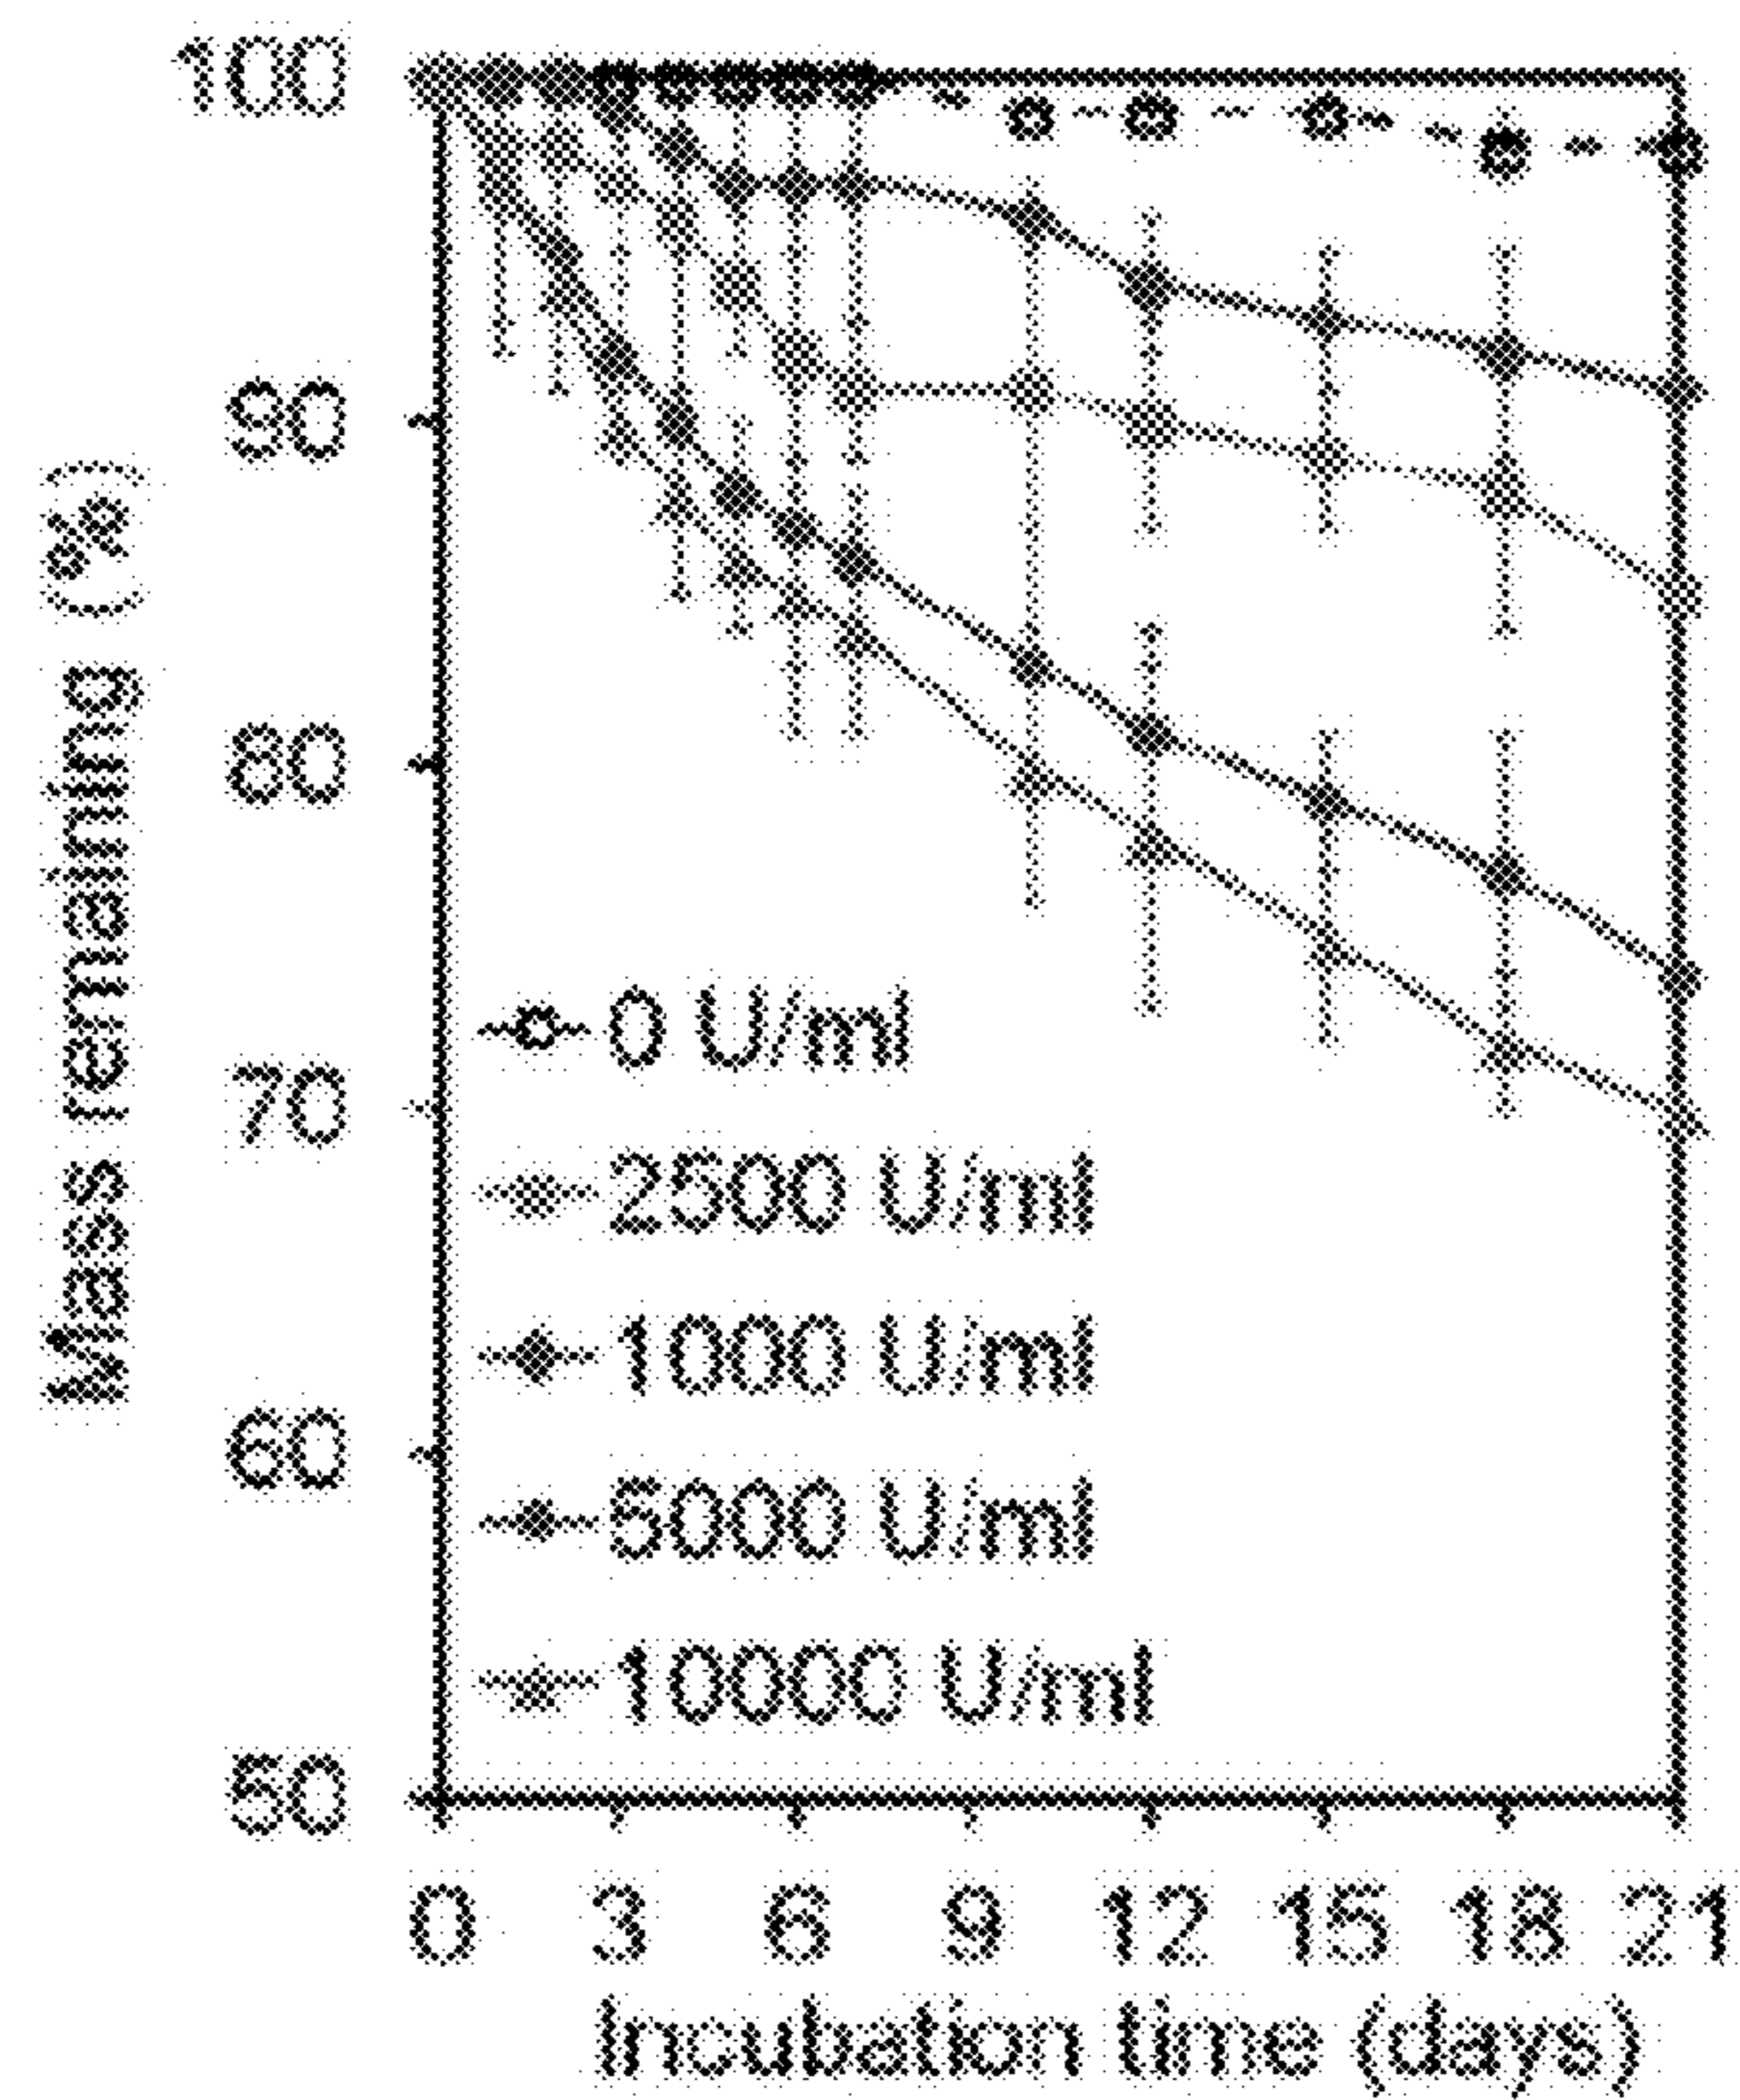 100
90
80
70
60
50
Mass remaining (%)
0 U/ml
2500 U/ml
1000 U/ml
5000 U/ml
10000 U/ml
0 3 6 9 12 15 18 21
Incubation time (days)